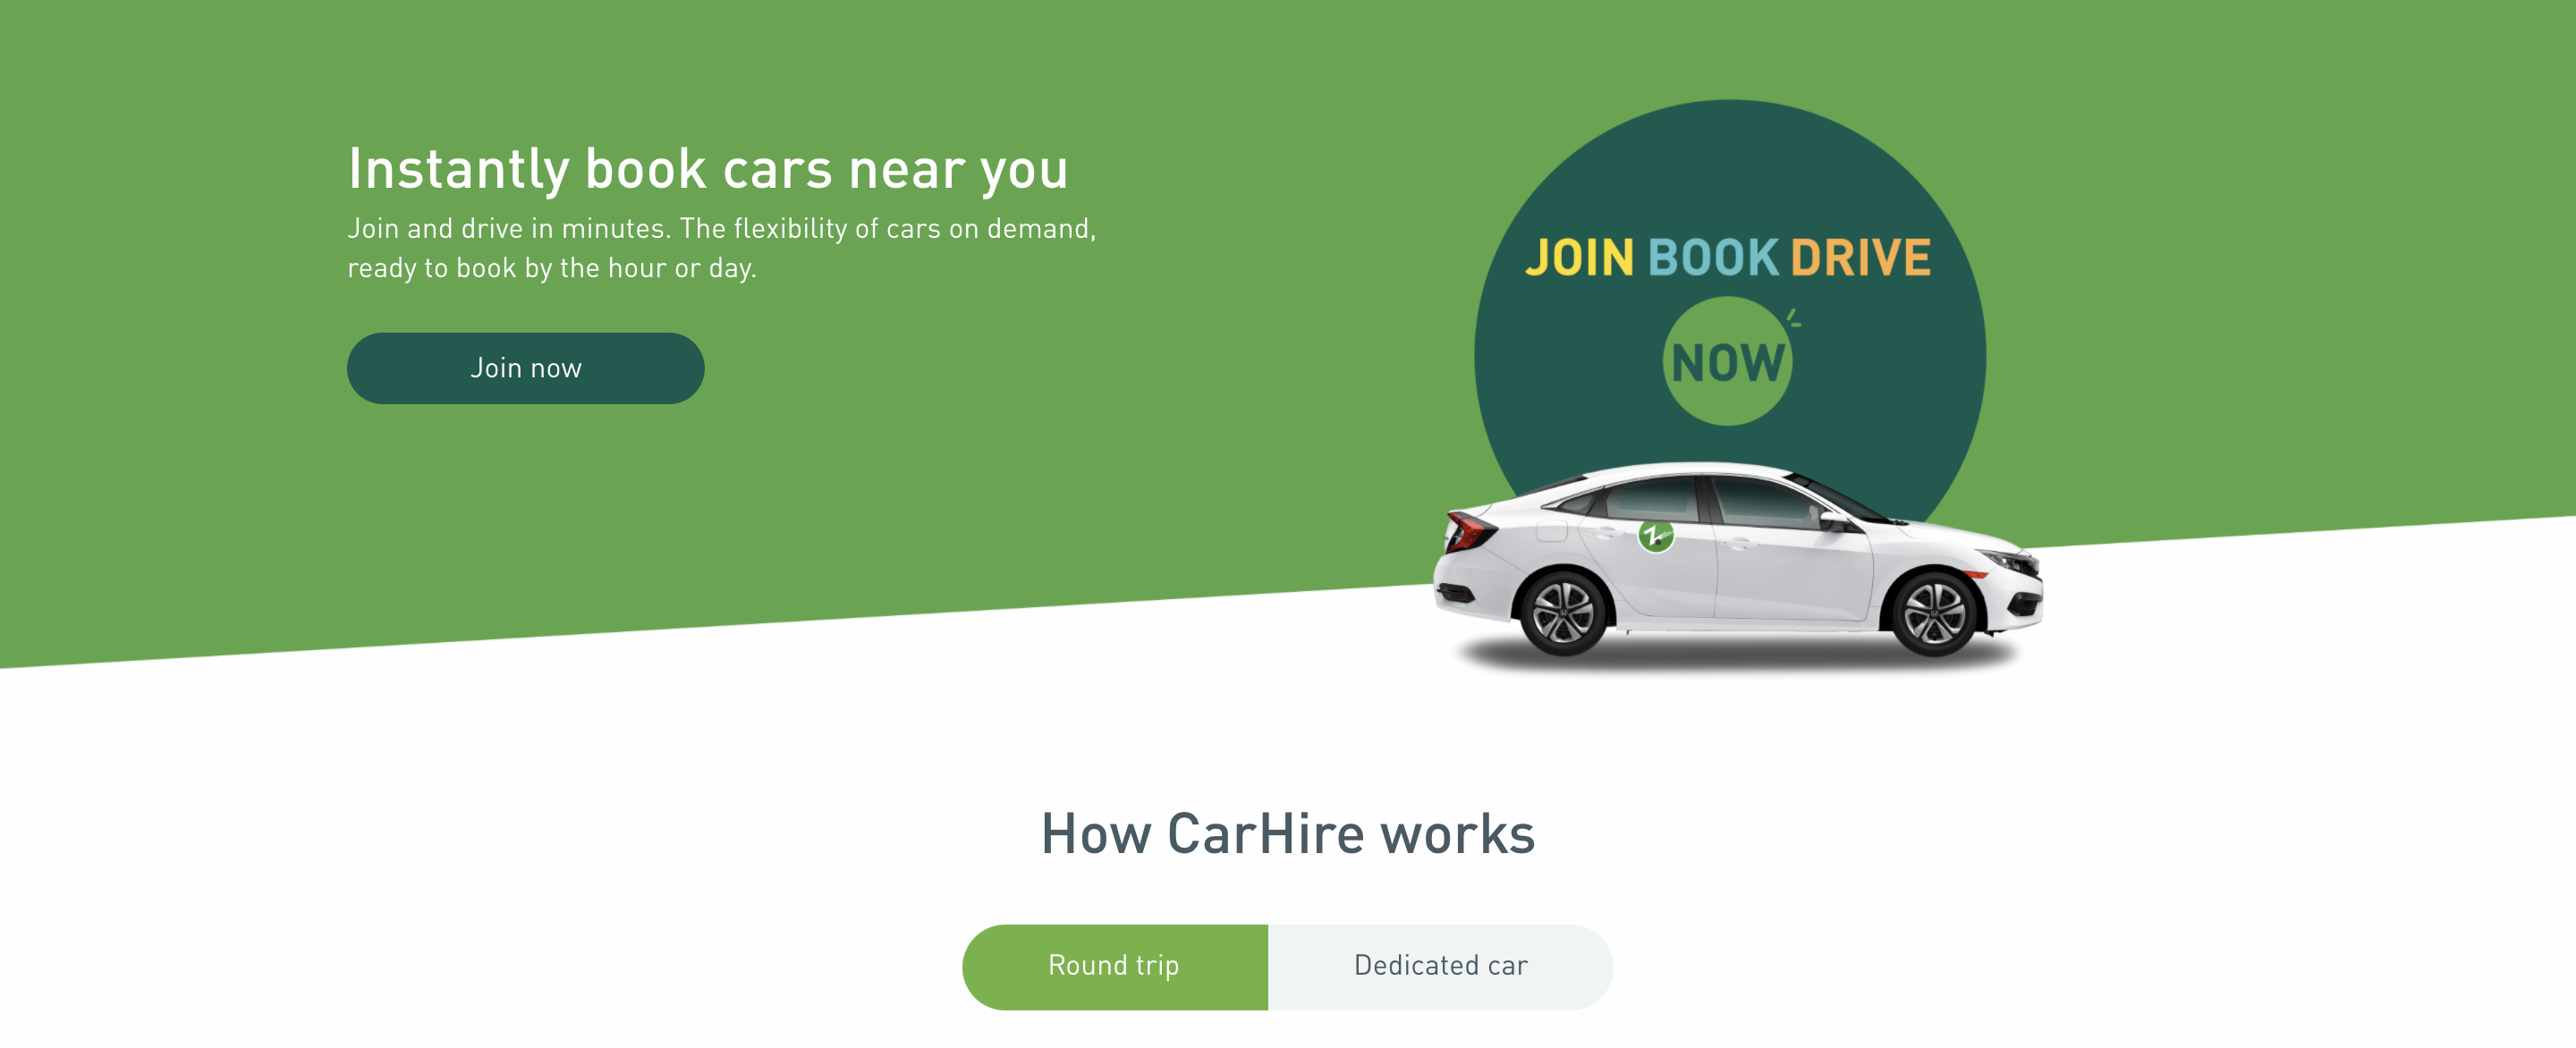 Instantly book cars near you
Join and drive in minutes. The flexibility of cars on demand,
ready to book by the hour or day.
Join now
JOIN BOOK DRIVE
NOW
How CarHire works
Round trip
Dedicated car